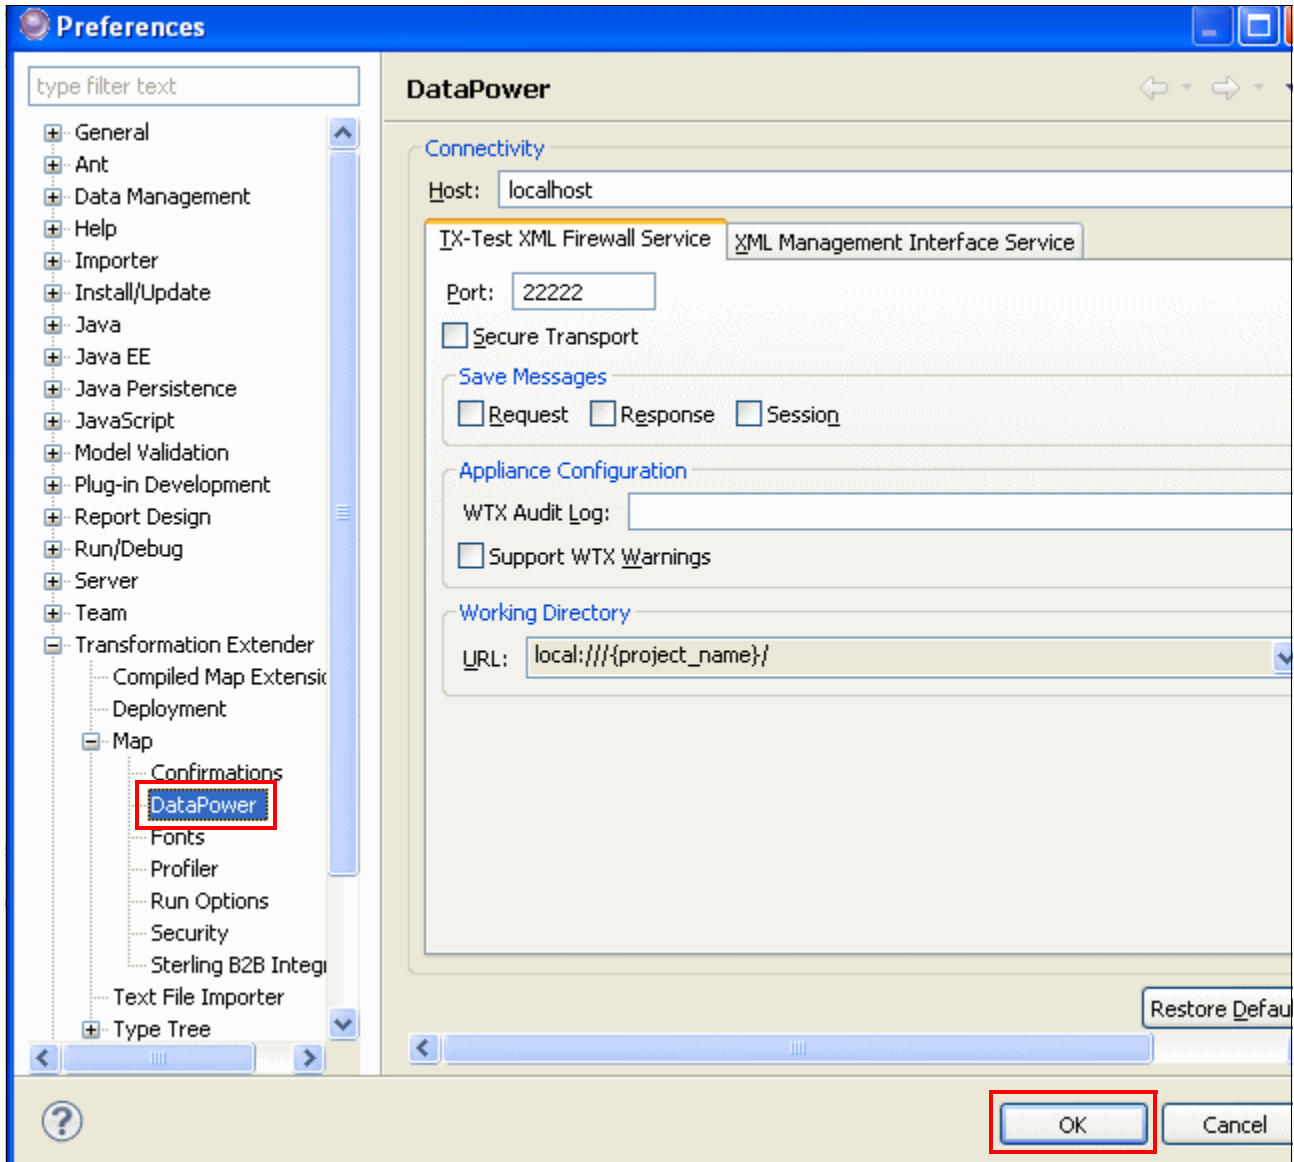 Preferences
type filter text
General
Ant
Data Management
Help
Importer
Install/Update
Java
Java EE
Java Persistence
JavaScript
Model Validation
Plug-in Development
Report Design
Run/Debug
Server
Team
Transformation Extender
Compiled Map Extensio
Deployment
Map
Confirmations
DataPower
Fonts
Profiler
Run Options
Security
Sterling B2B Integr
Text File Importer
Type Tree
DataPower
Connectivity
Host: localhost
TX-Test XML Firewall Service XML Management Interface Service
Port: 22222
Secure Transport
Save Messages
Request Response Session
Appliance Configuration
WTX Audit Log:
Support WTX Warnings
Working Directory
URL: local:///{project_name}/
Restore Defau
? OK Cancel